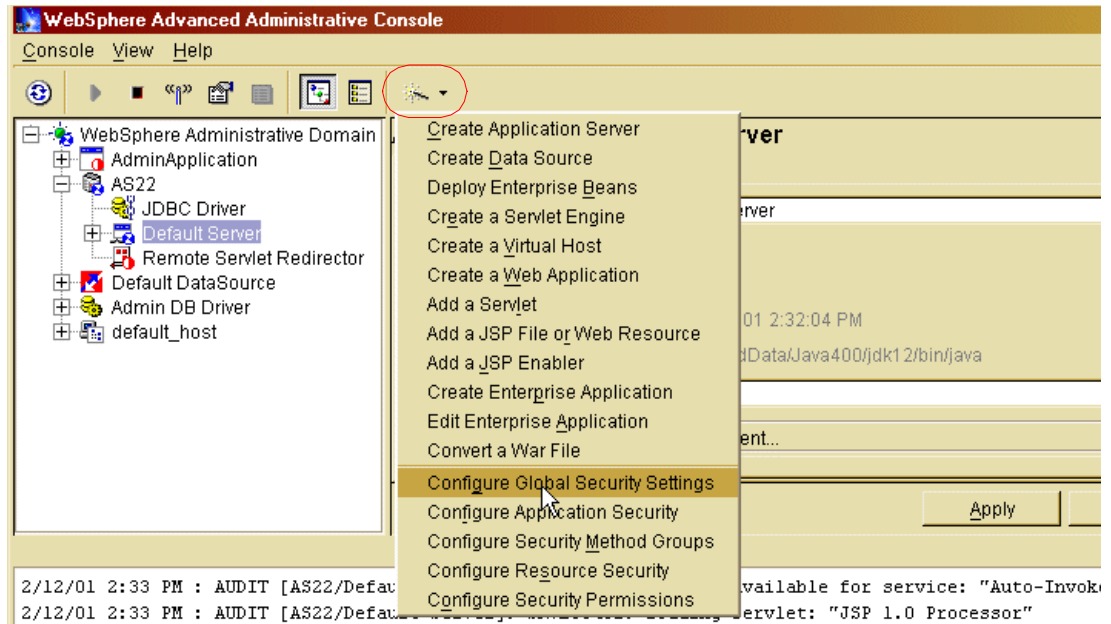 WebSphere Advanced Administrative Console
Console View Help
WebSphere Administrative Domain
AdminApplication
AS22
JDBC Driver
Default Server
Remote Servlet Redirector
Default DataSource
Admin DB Driver
default_host
Create Application Server
Create Data Source
Deploy Enterprise Beans
Create a Servlet Engine
Create a Virtual Host
Create a Web Application
Add a Servlet
Add a JSP File or Web Resource
Add a JSP Enabler
Create Enterprise Application
Edit Enterprise Application
Convert a War File
Configure Global Security Settings
Configure Application Security
Configure Security Method Groups
Configure Resource Security
Configure Security Permissions
ver
rver
01 2:32:04 PM
dData/Java400/jdk12/bin/java
ent...
Apply
2/12/01 2:33 PM : AUDIT [AS22/Defau vailable for service: "Auto-Invoke
2/12/01 2:33 PM : AUDIT [AS22/Defau servlet: "JSP 1.0 Processor"